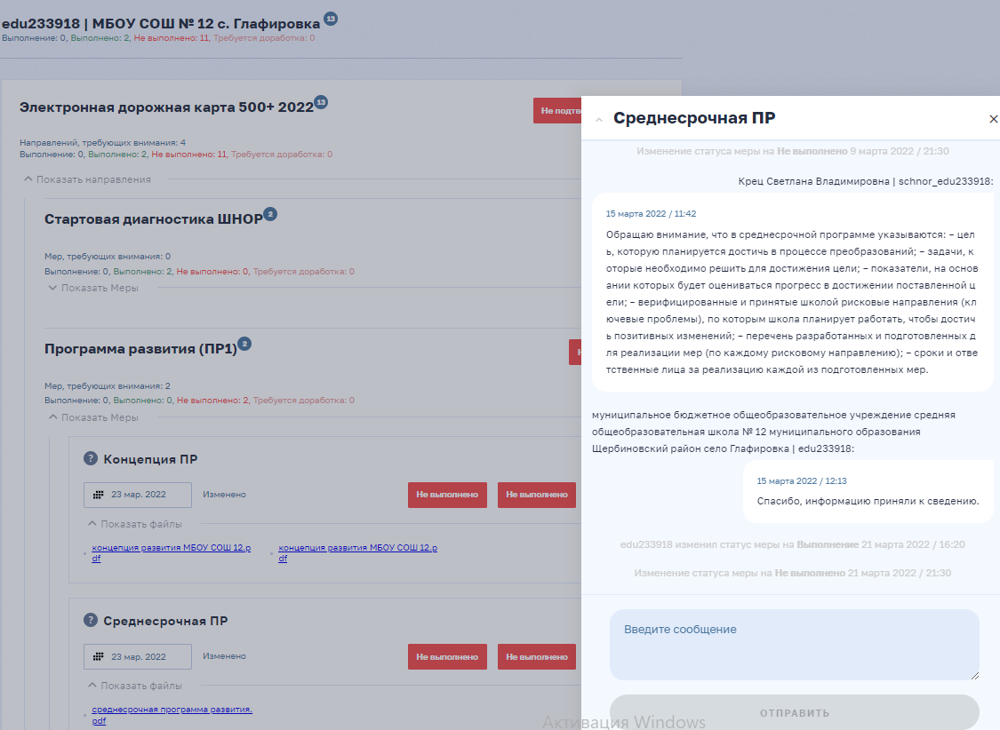 edu233918 | МБОУ СОШ № 12 с. Глафировка 13
Выполнение: 0, Выполнено: 2, Не выполнено: 11, Требуется доработка: 0
Электронная дорожная карта 500+ 2022 13
Не подтв
Направлений, требующих внимания: 4
Выполнение: 0, Выполнено: 2, Не выполнено: 11, Требуется доработка: 0
Показать направления
Стартовая диагностика ШНОР 2
Мер, требующих внимания: 0
Выполнение: 0, Выполнено: 2, Не выполнено: 0, Требуется доработка: 0
Показать Меры
Программа развития (ПР1) 2
Н
Мер, требующих внимания: 2
Выполнение: 0, Выполнено: 0, Не выполнено: 2, Требуется доработка: 0
Показать Меры
? Концепция ПР
23 мар. 2022 Изменено Не выполнено Не выполнено
Показать файлы
концепция развития МБОУ СОШ 12.p
df
концепция развития МБОУ СОШ 12.p
df
? Среднесрочная ПР
23 мар. 2022 Изменено Не выполнено Не выполнено
Показать файлы
среднесрочная программа развития.
pdf
Среднесрочная ПР
Изменение статуса меры на Не выполнено 9 марта 2022 / 21:30
Крец Светлана Владимировна | schnor_edu233918:
15 марта 2022 / 11:42
Обращаю внимание, что в среднесрочной программе указываются: – цел
ь, которую планируется достичь в процессе преобразований; – задачи, к
оторые необходимо решить для достижения цели; – показатели, на основ
ании которых будет оцениваться прогресс в достижении поставленной ц
ели; – верифицированные и принятые школой рисковые направления (кл
ючевые проблемы), по которым школа планирует работать, чтобы достич
ь позитивных изменений; – перечень разработанных и подготовленных д
ля реализации мер (по каждому рисковому направлению); – сроки и отве
тственные лица за реализацию каждой из подготовленных мер.
муниципальное бюджетное общеобразовательное учреждение средняя
общеобразовательная школа № 12 муниципального образования
Щербиновский район село Глафировка | edu233918:
15 марта 2022 / 12:13
Спасибо, информацию приняли к сведению.
edu233918 изменил статус меры на Выполнение 21 марта 2022 / 16:20
Изменение статуса меры на Не выполнено 21 марта 2022 / 21:30
Введите сообщение
ОТПРАВИТЬ
Активация Windows